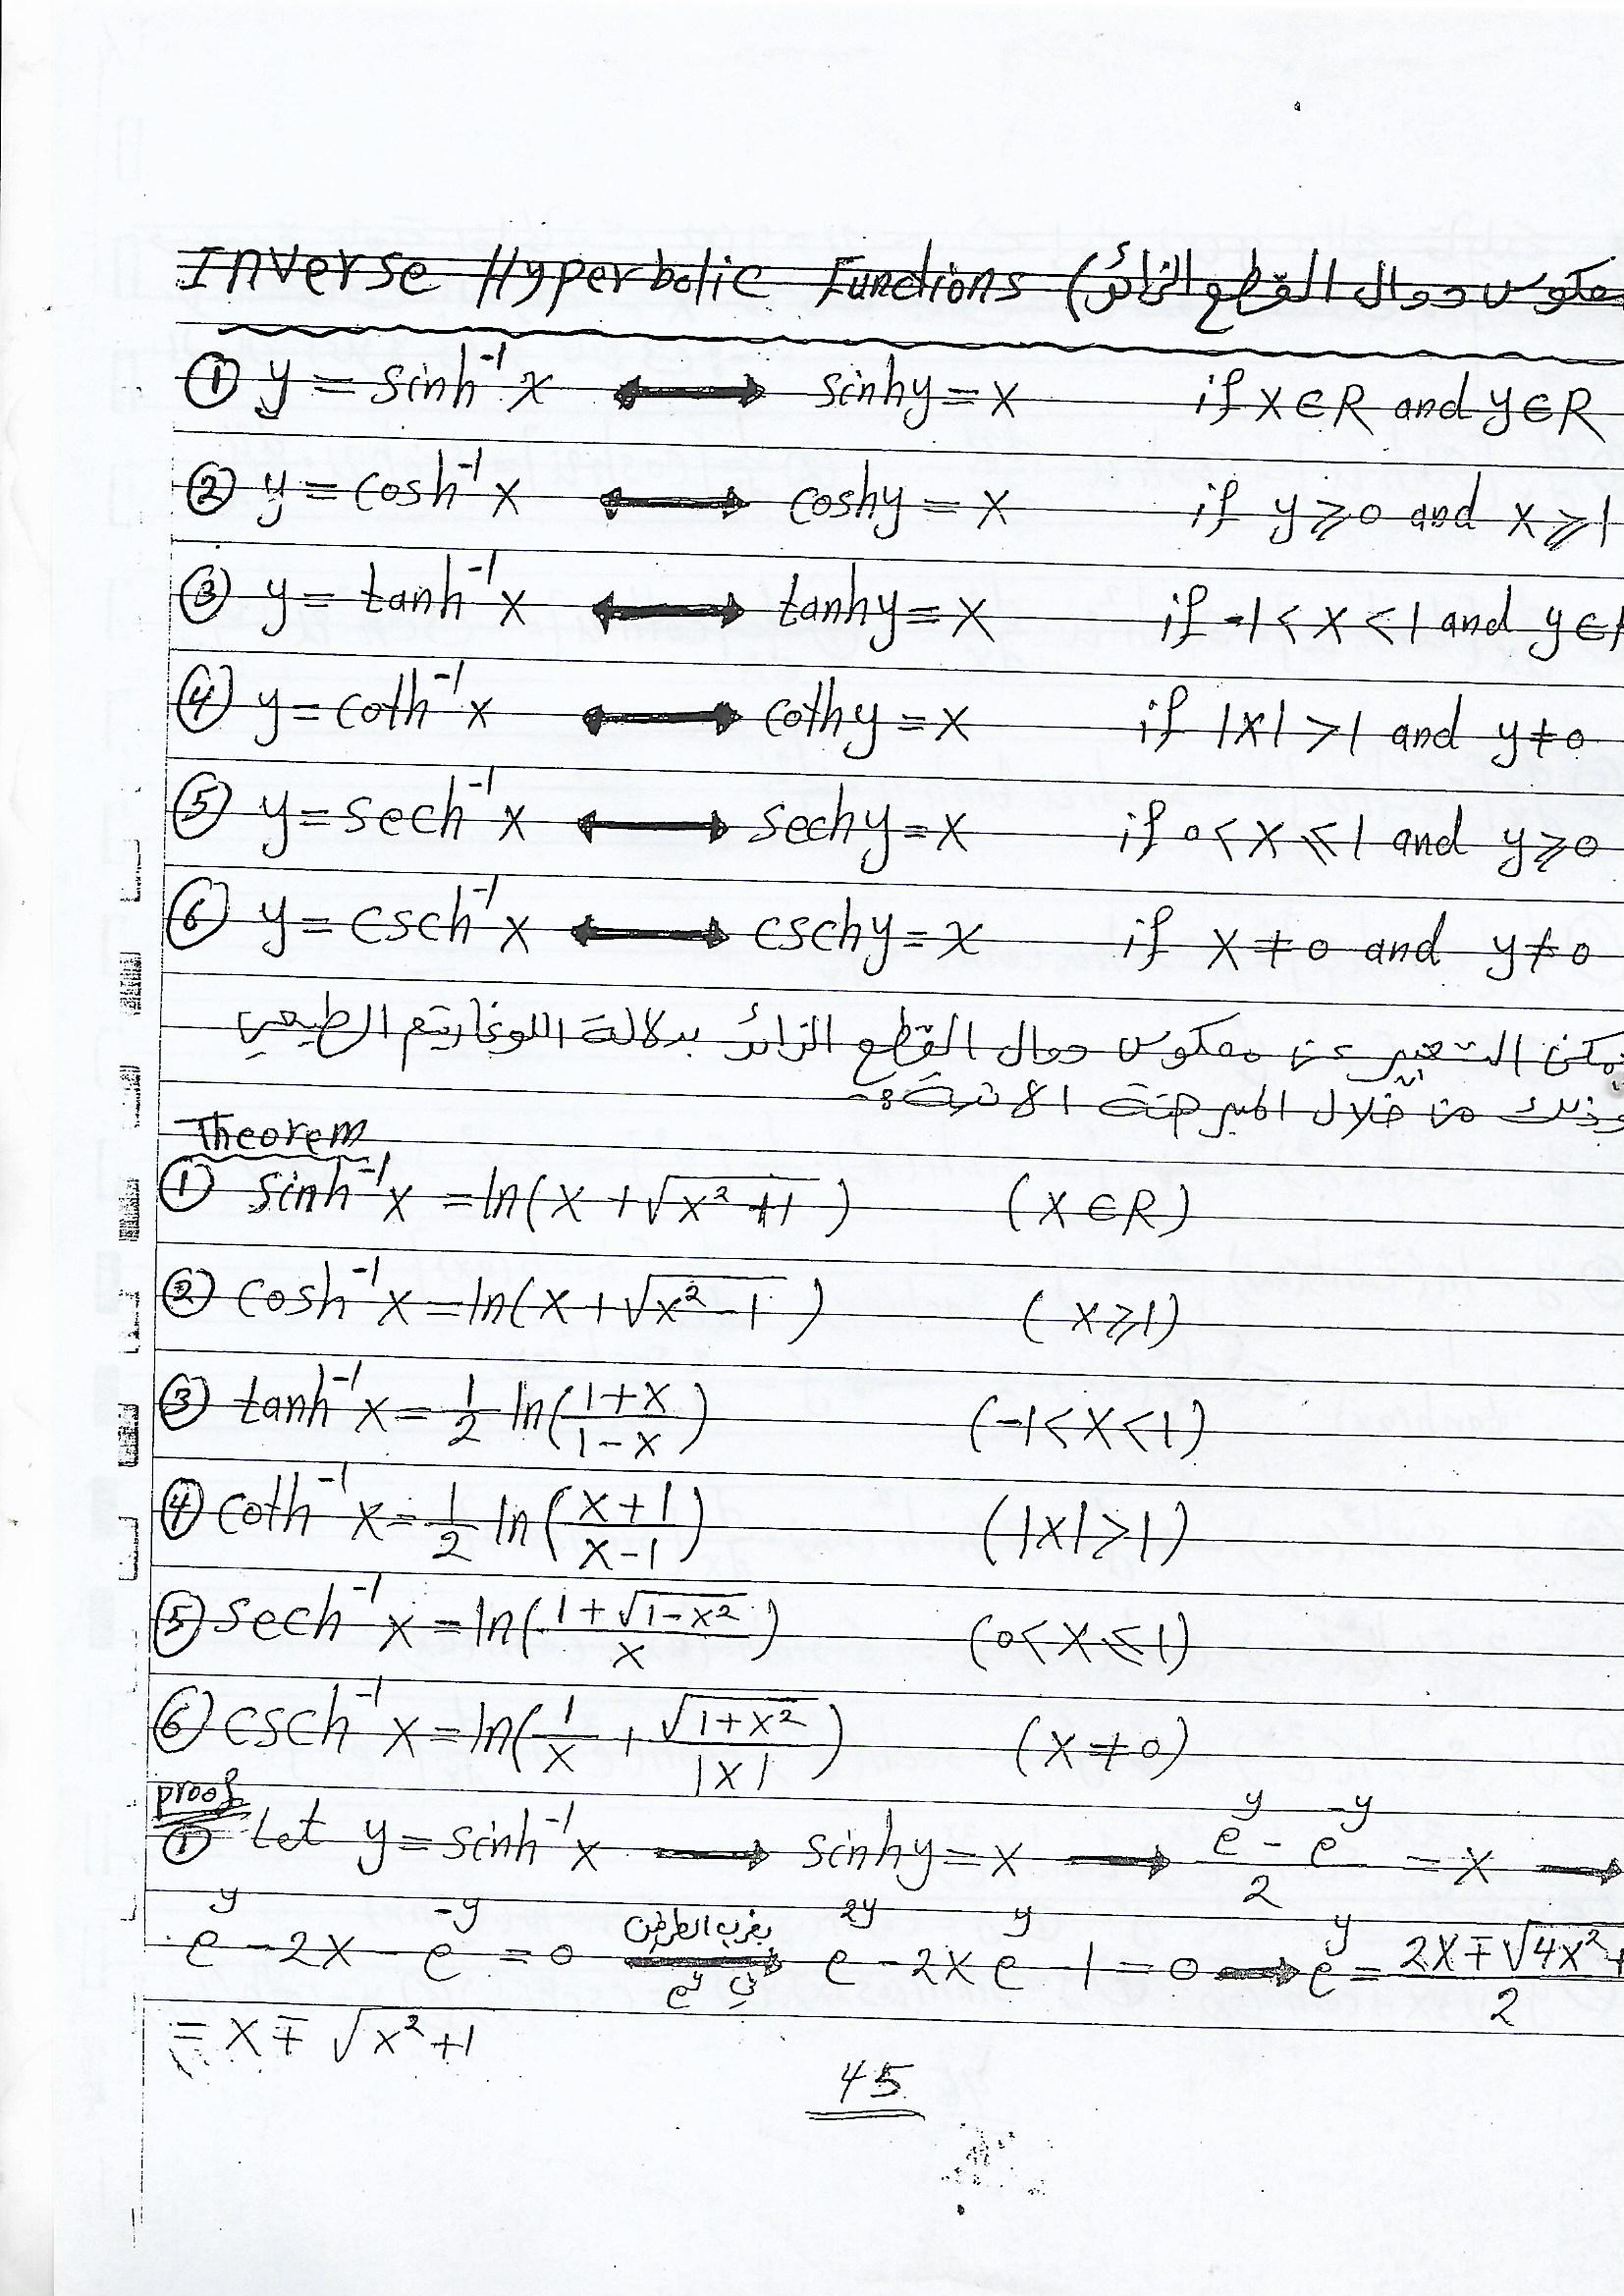 Inverse Hyperbolic Functions (معكوس دوال القطع الزائد
① y = sinh⁻¹x ⟷ sinhy = x if x∈R and y∈R
② y = cosh⁻¹x ⟷ coshy = x if y⩾0 and x⩾1
③ y = tanh⁻¹x ⟷ tanhy = x if -1<x<1 and y∈
④ y = coth⁻¹x ⟷ cothy = x if |x|>1 and y≠0
⑤ y = sech⁻¹x ⟷ sechy = x if 0<x⩽1 and y⩾0
⑥ y = csch⁻¹x ⟷ cschy = x if x≠0 and y≠0
يمكن التعبير عن معكوس دوال القطع الزائد بدلالة اللوغاريتم الطبيعي
وذلك من خلال المبرهنة الاتية:-
Theorem
① sinh⁻¹x = ln(x + √(x²+1)) (x∈R)
② cosh⁻¹x = ln(x + √(x²-1)) (x⩾1)
③ tanh⁻¹x = 1/2 ln((1+x)/(1-x)) (-1<x<1)
④ coth⁻¹x = 1/2 ln((x+1)/(x-1)) (|x|>1)
⑤ sech⁻¹x = ln((1+√(1-x²))/x) (0<x⩽1)
⑥ csch⁻¹x = ln(1/x + √(1+x²)/|x|) (x≠0)
proof
① Let y = sinh⁻¹x → sinhy = x → (e^y - e^-y)/2 = x →
e^y - 2x - e^-y = 0 بضرب الطرفين في e^y → e^2y - 2x e^y - 1 = 0 → e^y = (2x∓√(4x²+)/2
= x ∓ √(x²+1)
45